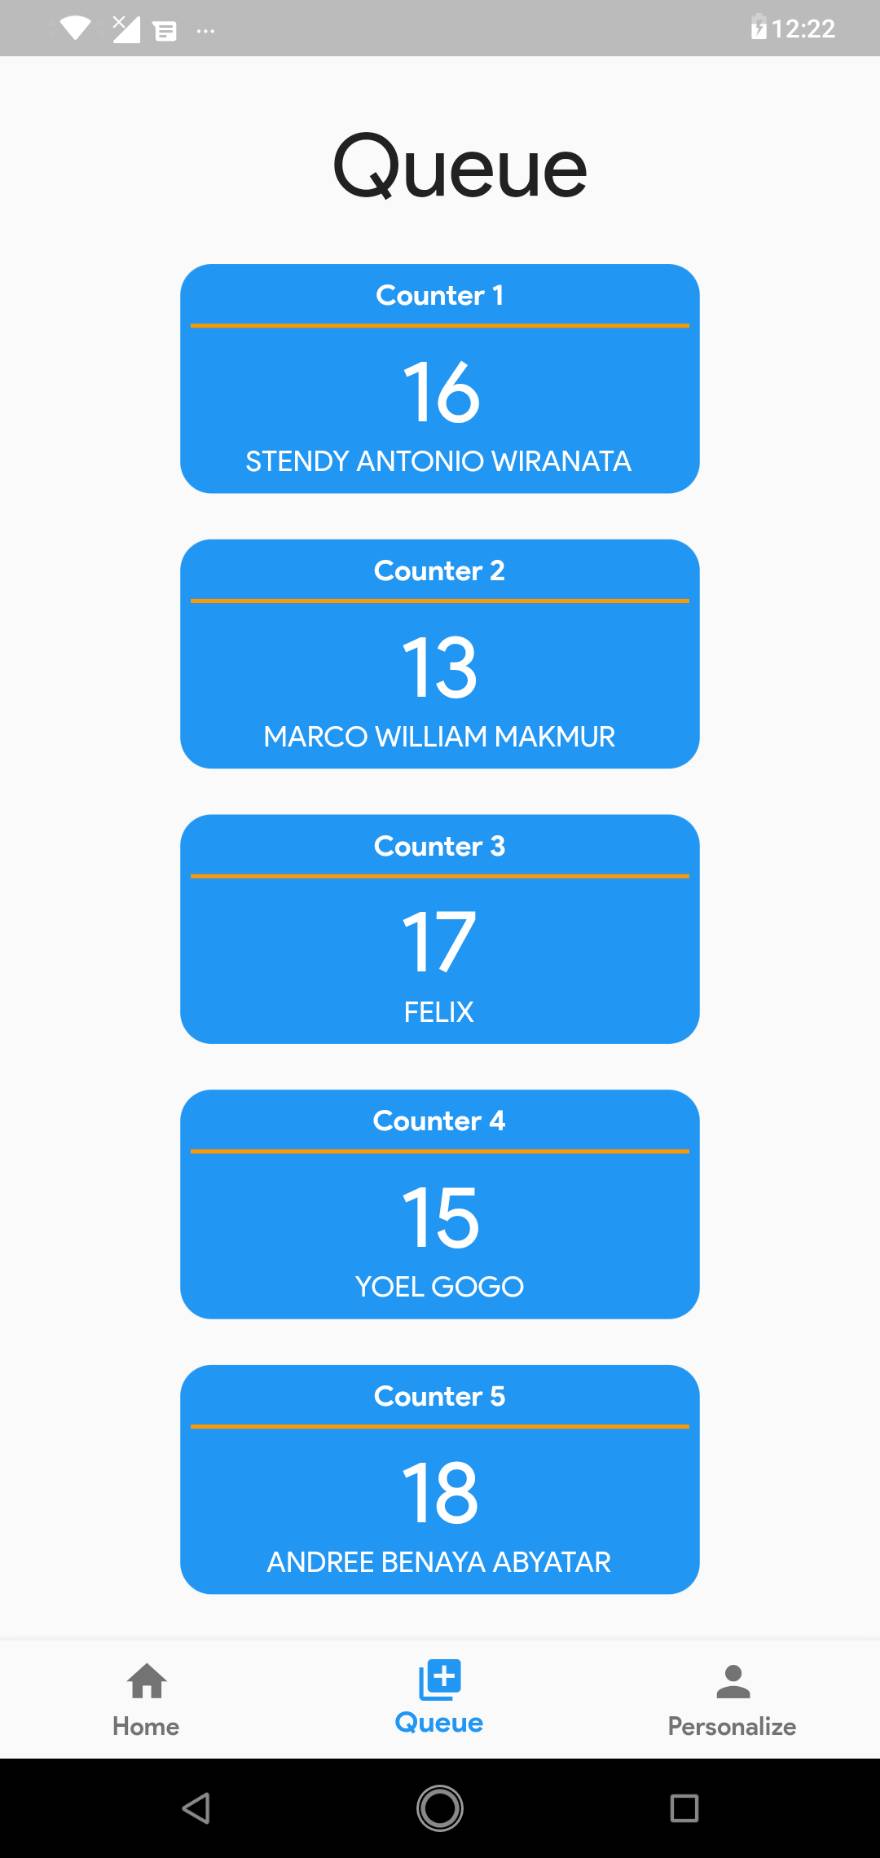 12:22
Queue
Counter 1
16
STENDY ANTONIO WIRANATA
Counter 2
13
MARCO WILLIAM MAKMUR
Counter 3
17
FELIX
Counter 4
15
YOEL GOGO
Counter 5
18
ANDREE BENAYA ABYATAR
Home
Queue
Personalize